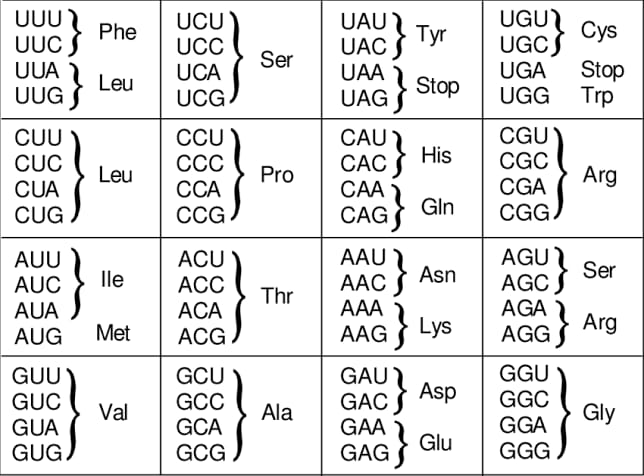 UUU UUC Phe
UUA UUG Leu
UCU UCC UCA UCG Ser
UAU UAC Tyr
UAA UAG Stop
UGU UGC Cys
UGA Stop
UGG Trp
CUU CUC CUA CUG Leu
CCU CCC CCA CCG Pro
CAU CAC His
CAA CAG Gln
CGU CGC CGA CGG Arg
AUU AUC AUA Ile
AUG Met
ACU ACC ACA ACG Thr
AAU AAC Asn
AAA AAG Lys
AGU AGC Ser
AGA AGG Arg
GUU GUC GUA GUG Val
GCU GCC GCA GCG Ala
GAU GAC Asp
GAA GAG Glu
GGU GGC GGA GGG Gly